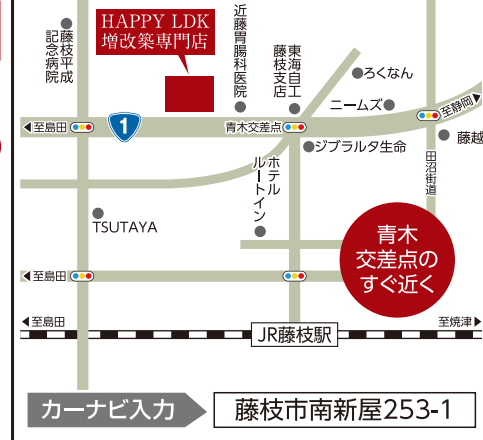 HAPPY LDK
増改築専門店
藤枝平成
記念病院
近藤胃腸科医院
東海自工
藤枝支店
ろくなん
ニームズ
至静岡
至島田
1
青木交差点
藤越
ジブラルタ生命
田沼街道
ホテル
ルートイン
TSUTAYA
青木
交差点の
すぐ近く
至島田
至島田
至焼津
JR藤枝駅
カーナビ入力
藤枝市南新屋253-1